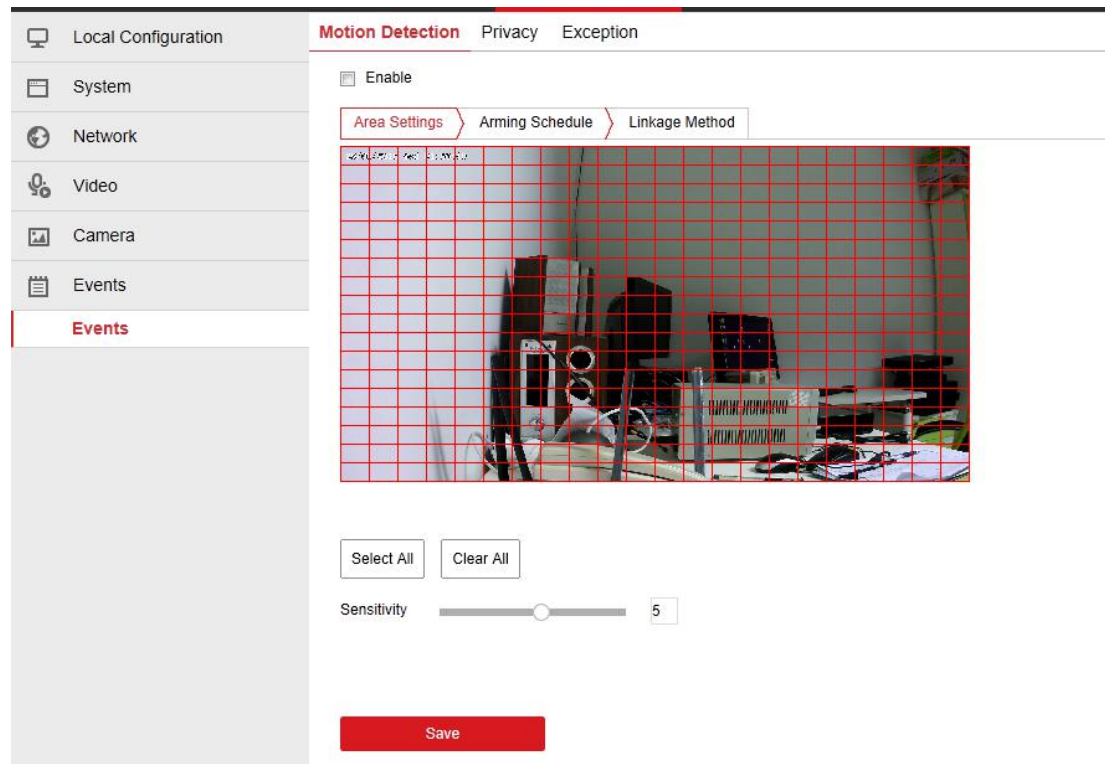 Local Configuration
System
Network
Video
Camera
Events
Events
Motion Detection Privacy Exception
Enable
Area Settings Arming Schedule Linkage Method
Select All Clear All
Sensitivity 5
Save